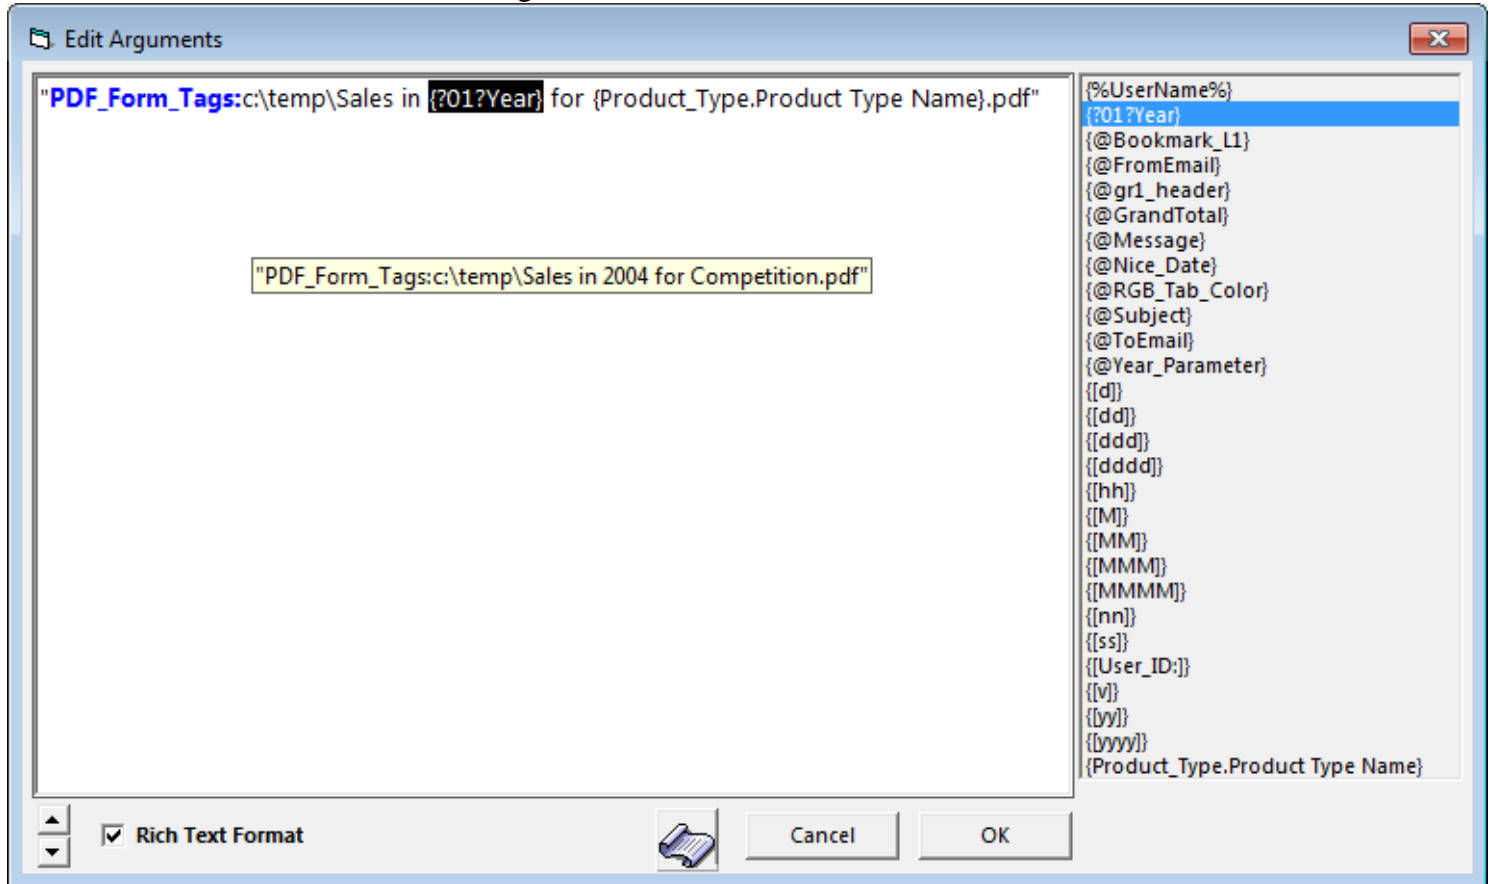 Edit Arguments
"PDF_Form_Tags:c:\temp\Sales in {?01?Year} for {Product_Type.Product Type Name}.pdf"
"PDF_Form_Tags:c:\temp\Sales in 2004 for Competition.pdf"
{%UserName%}
{?01?Year}
{@Bookmark_L1}
{@FromEmail}
{@gr1_header}
{@GrandTotal}
{@Message}
{@Nice_Date}
{@RGB_Tab_Color}
{@Subject}
{@ToEmail}
{@Year_Parameter}
{[d]}
{[dd]}
{[ddd]}
{[dddd]}
{[hh]}
{[M]}
{[MM]}
{[MMM]}
{[MMMM]}
{[nn]}
{[ss]}
{[User_ID:]}
{[v]}
{[yy]}
{[yyyy]}
{Product_Type.Product Type Name}
Rich Text Format
Cancel
OK